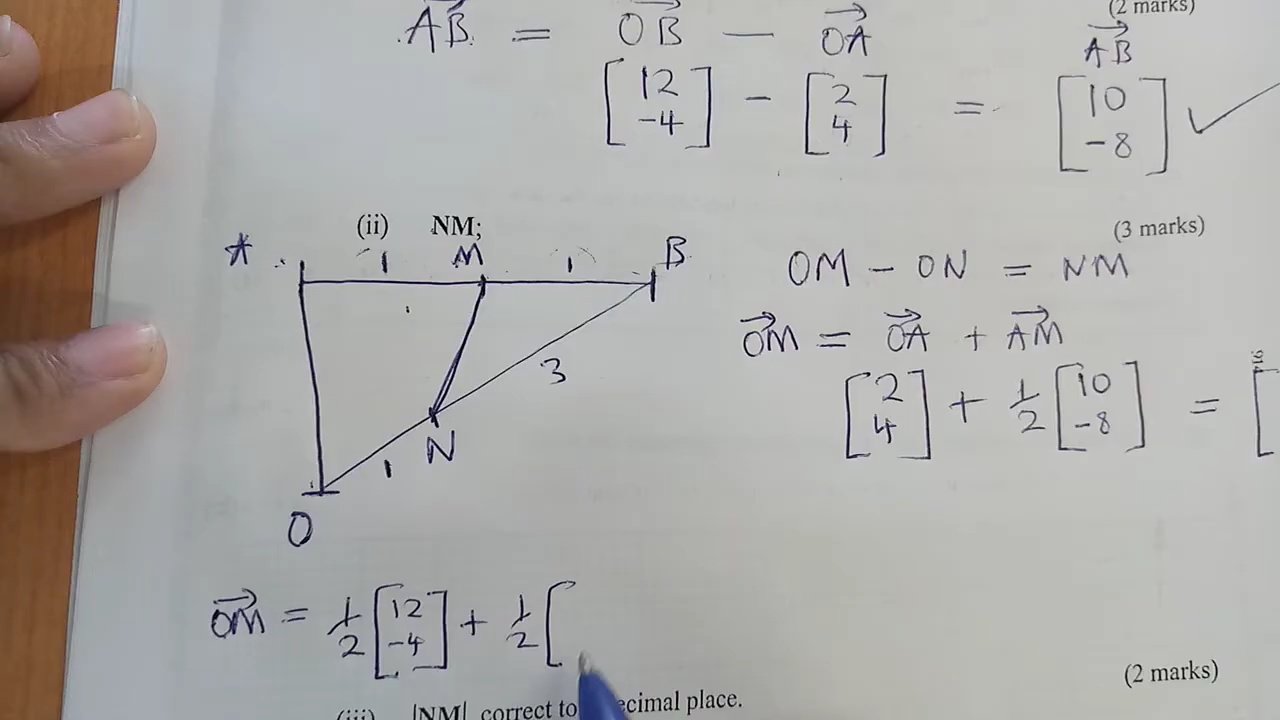 (2 marks)
AB = OB - OA AB
[12 -4] - [2 4] = [10 -8] ✓
(ii) NM; (3 marks)
A 1 M 1 B
OM - ON = NM
OM = OA + AM
[2 4] + 1/2 [10 -8] = [
3
N
1
O
OM = 1/2 [12 -4] + 1/2 [
(2 marks)
(iii) |NM| correct to decimal place.